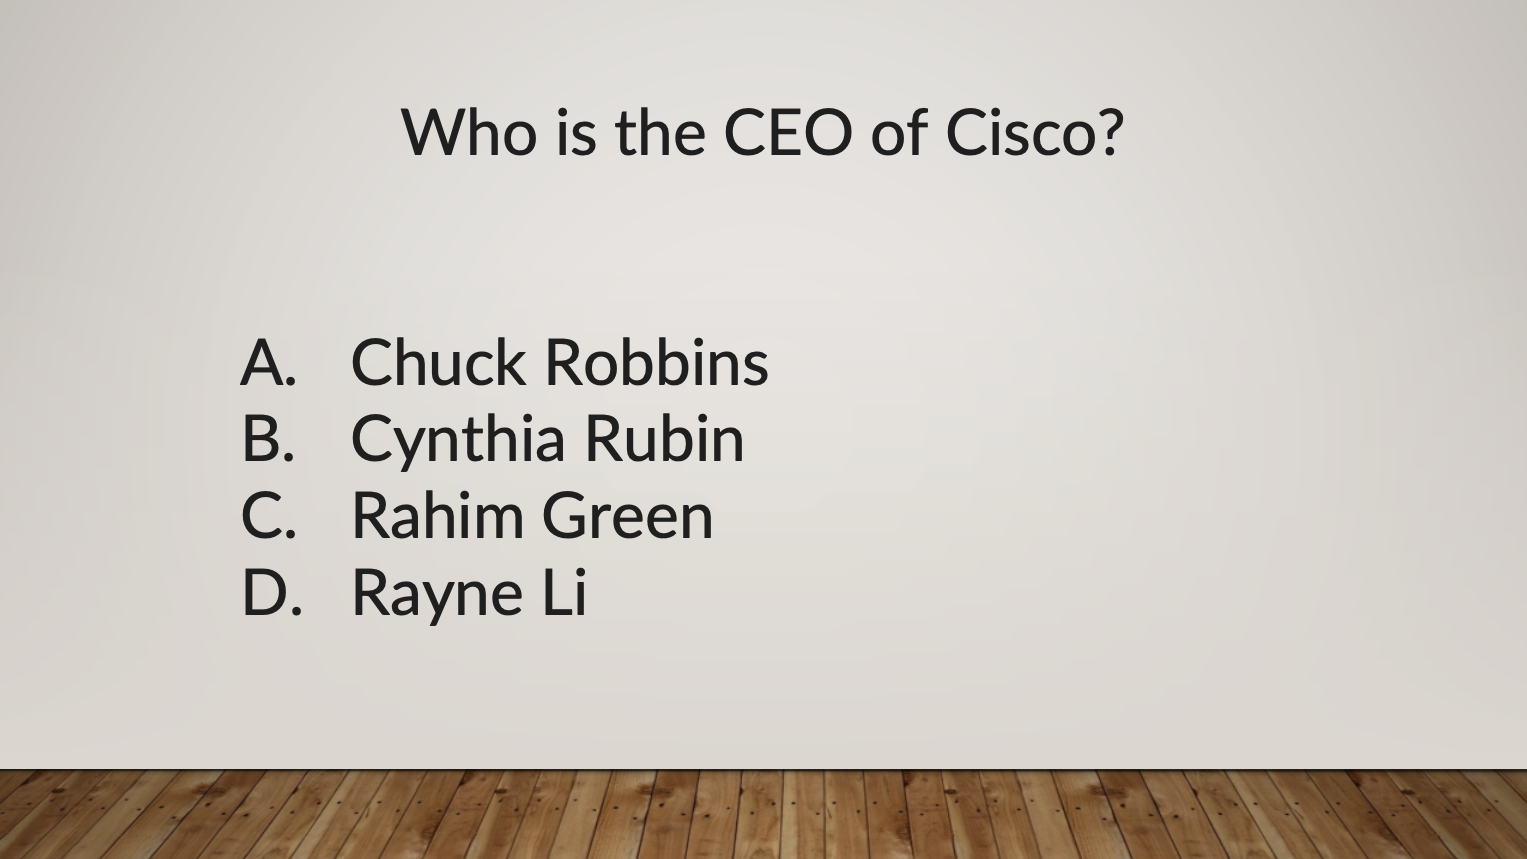 Who is the CEO of Cisco?
A. Chuck Robbins
B. Cynthia Rubin
C. Rahim Green
D. Rayne Li